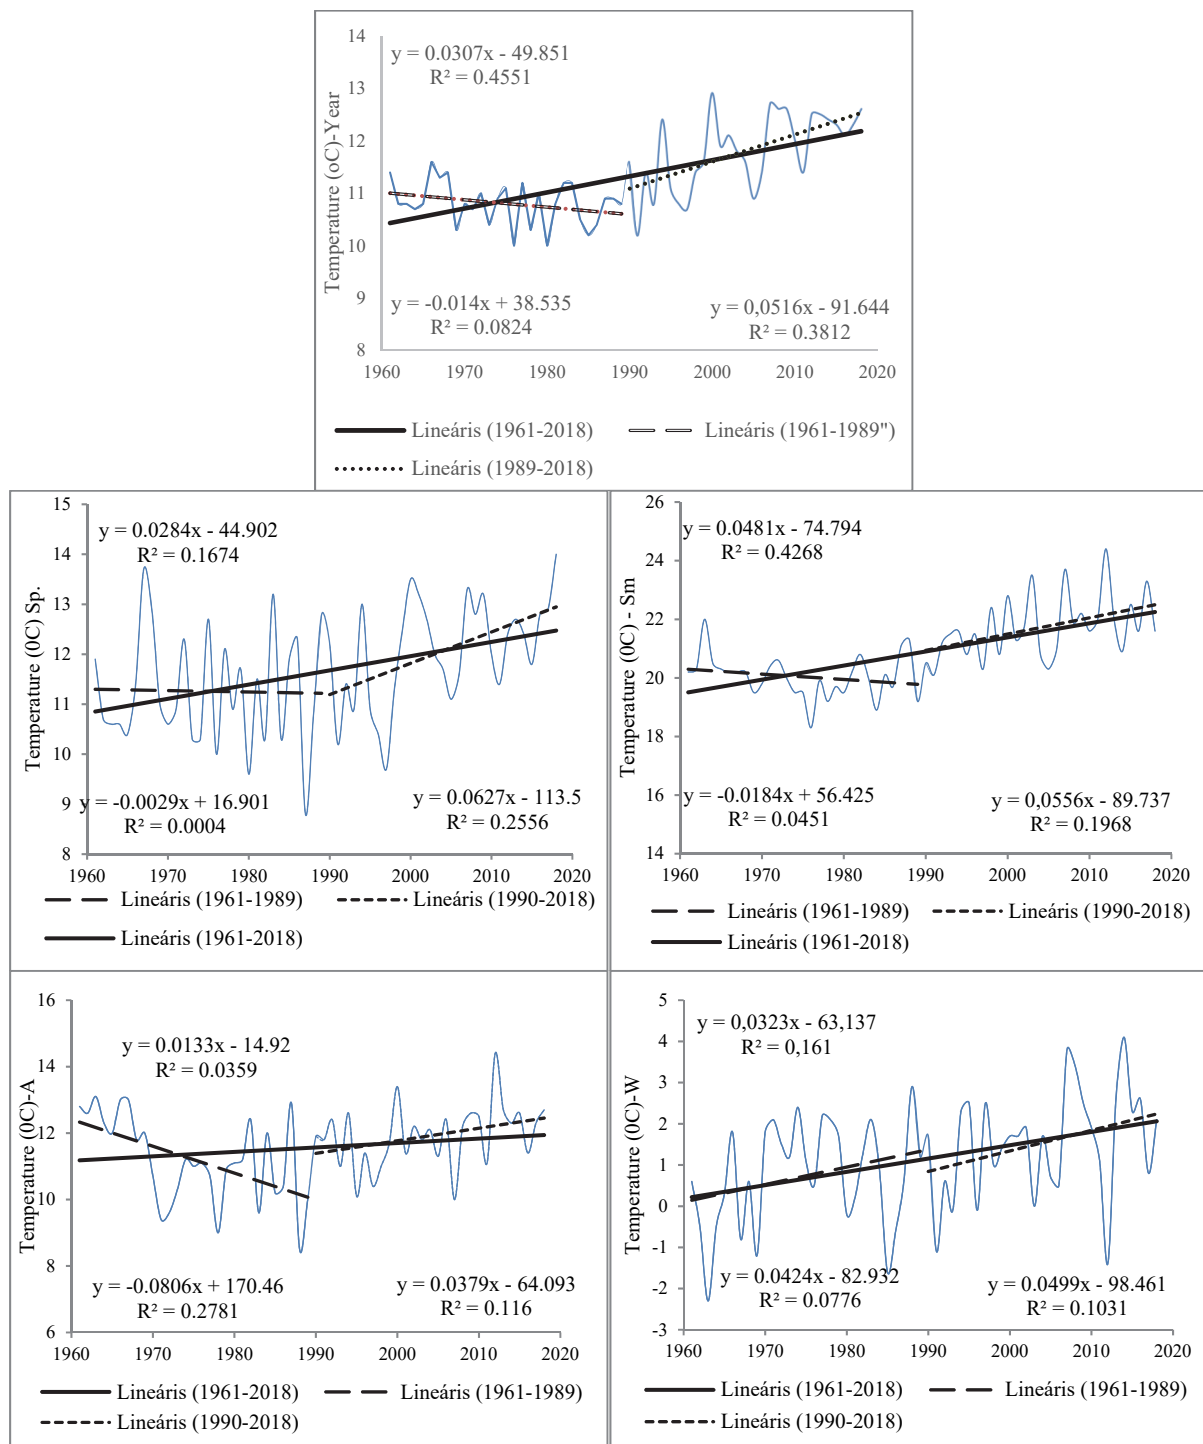 14
13
12
11
10
9
8
Temperature (oC)-Year
y = 0.0307x - 49.851
R² = 0.4551
y = -0.014x + 38.535
R² = 0.0824
y = 0,0516x - 91.644
R² = 0.3812
1960 1970 1980 1990 2000 2010 2020
Lineáris (1961-2018) Lineáris (1961-1989")
Lineáris (1989-2018)
15
14
13
12
11
10
9
8
Temperature (0C) Sp.
y = 0.0284x - 44.902
R² = 0.1674
y = -0.0029x + 16.901
R² = 0.0004
y = 0.0627x - 113.5
R² = 0.2556
1960 1970 1980 1990 2000 2010 2020
Lineáris (1961-1989) Lineáris (1990-2018)
Lineáris (1961-2018)
26
24
22
20
18
16
14
Temperature (0C) - Sm
y = 0.0481x - 74.794
R² = 0.4268
y = -0.0184x + 56.425
R² = 0.0451
y = 0,0556x - 89.737
R² = 0.1968
1960 1970 1980 1990 2000 2010 2020
Lineáris (1961-1989) Lineáris (1990-2018)
Lineáris (1961-2018)
16
14
12
10
8
6
Temperature (0C)-A
y = 0.0133x - 14.92
R² = 0.0359
y = -0.0806x + 170.46
R² = 0.2781
y = 0.0379x - 64.093
R² = 0.116
1960 1970 1980 1990 2000 2010 2020
Lineáris (1961-2018) Lineáris (1961-1989)
Lineáris (1990-2018)
5
4
3
2
1
0
-1
-2
-3
Temperature (0C)-W
y = 0,0323x - 63,137
R² = 0,161
y = 0.0424x - 82.932
R² = 0.0776
y = 0.0499x - 98.461
R² = 0.1031
1960 1970 1980 1990 2000 2010 2020
Lineáris (1961-2018) Lineáris (1961-1989)
Lineáris (1990-2018)